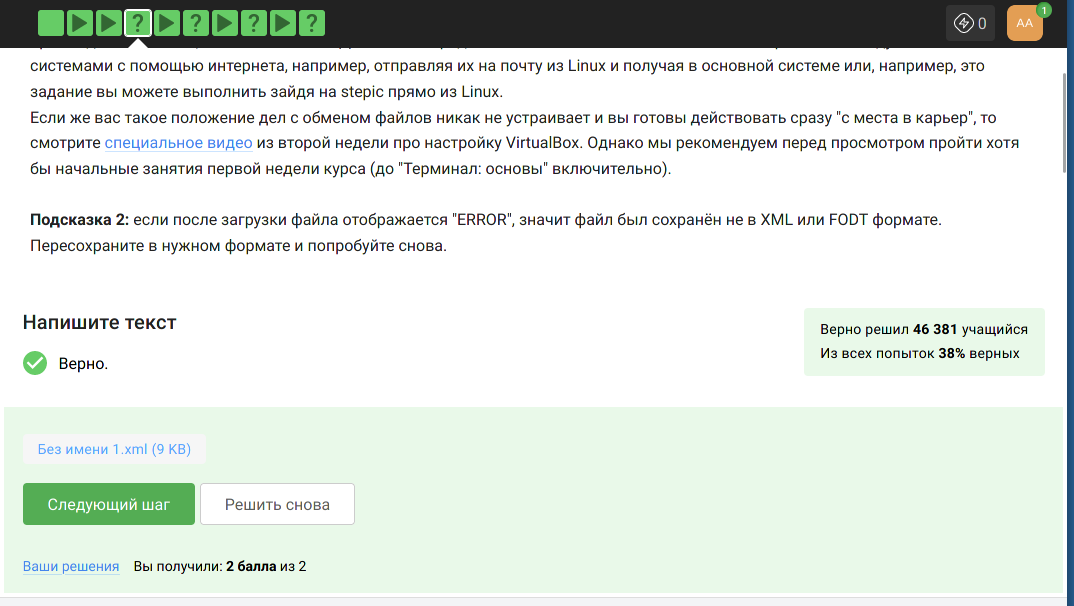 ? ? ? ?
0
AA
1
системами с помощью интернета, например, отправляя их на почту из Linux и получая в основной системе или, например, это
задание вы можете выполнить зайдя на stepic прямо из Linux.
Если же вас такое положение дел с обменом файлов никак не устраивает и вы готовы действовать сразу "с места в карьер", то
смотрите специальное видео из второй недели про настройку VirtualBox. Однако мы рекомендуем перед просмотром пройти хотя
бы начальные занятия первой недели курса (до "Терминал: основы" включительно).
Подсказка 2: если после загрузки файла отображается "ERROR", значит файл был сохранён не в XML или FODT формате.
Пересохраните в нужном формате и попробуйте снова.
Напишите текст
Верно.
Верно решил 46 381 учащийся
Из всех попыток 38% верных
Без имени 1.xml (9 KB)
Следующий шаг
Решить снова
Ваши решения Вы получили: 2 балла из 2